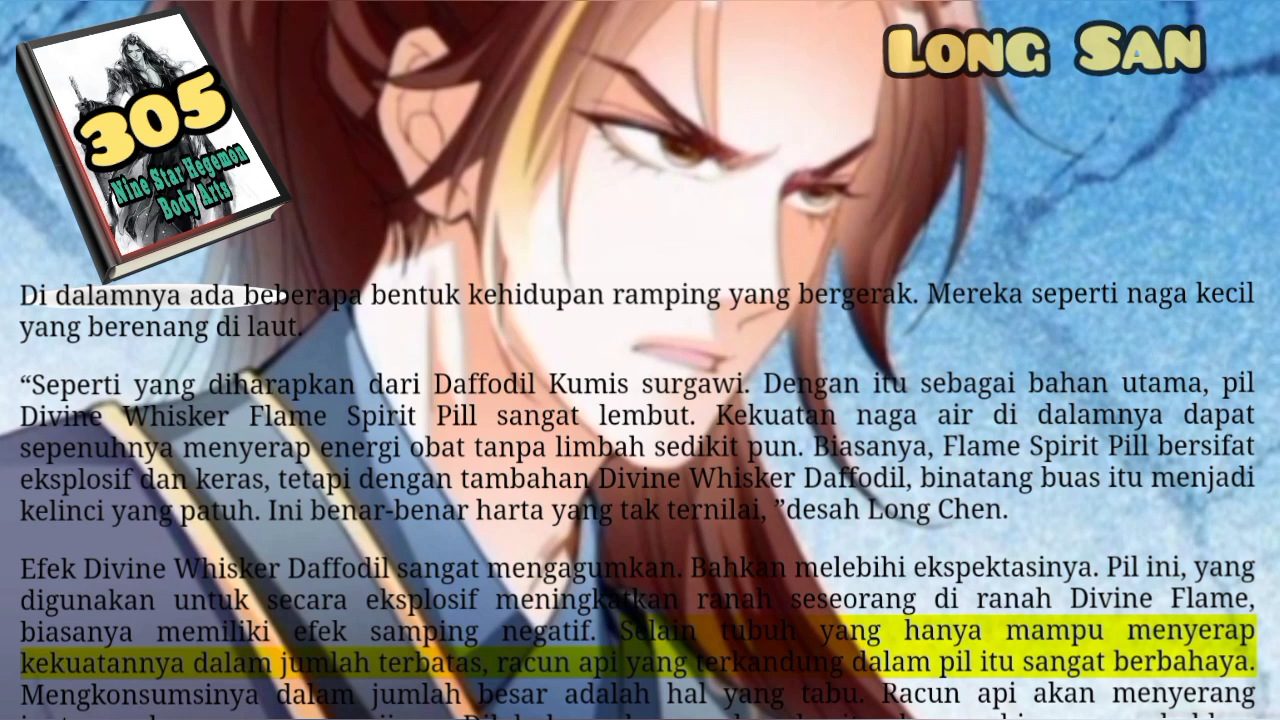 LONG SAN
305
Nine Star Hegemon
Body Arts
Di dalamnya ada beberapa bentuk kehidupan ramping yang bergerak. Mereka seperti naga kecil
yang berenang di laut.
“Seperti yang diharapkan dari Daffodil Kumis surgawi. Dengan itu sebagai bahan utama, pil
Divine Whisker Flame Spirit Pill sangat lembut. Kekuatan naga air di dalamnya dapat
sepenuhnya menyerap energi obat tanpa limbah sedikit pun. Biasanya, Flame Spirit Pill bersifat
eksplosif dan keras, tetapi dengan tambahan Divine Whisker Daffodil, binatang buas itu menjadi
kelinci yang patuh. Ini benar-benar harta yang tak ternilai, ”desah Long Chen.
Efek Divine Whisker Daffodil sangat mengagumkan. Bahkan melebihi ekspektasinya. Pil ini, yang
digunakan untuk secara eksplosif meningkatkan ranah seseorang di ranah Divine Flame,
biasanya memiliki efek samping negatif. Selain tubuh yang hanya mampu menyerap
kekuatannya dalam jumlah terbatas, racun api yang terkandung dalam pil itu sangat berbahaya.
Mengkonsumsinya dalam jumlah besar adalah hal yang tabu. Racun api akan menyerang